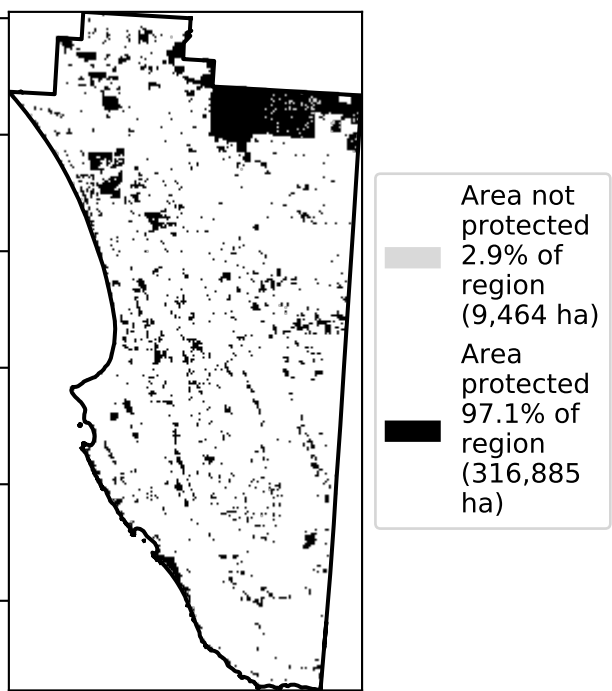 Area not
protected
2.9% of
region
(9,464 ha)
Area
protected
97.1% of
region
(316,885
ha)